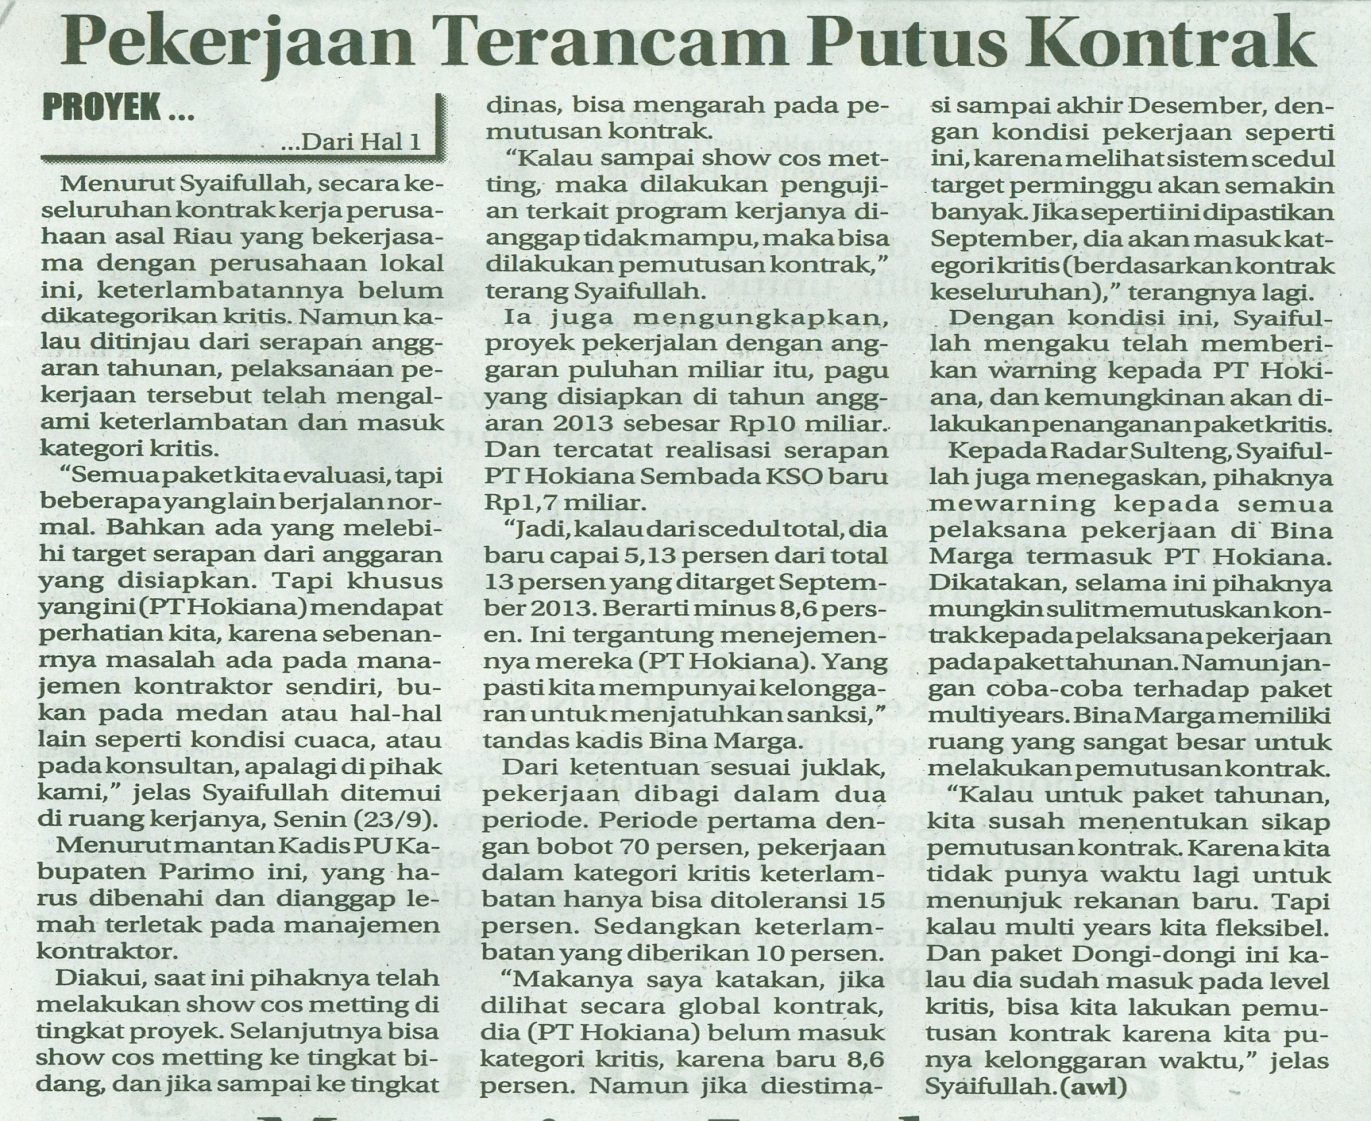 Pekerjaan Terancam Putus Kontrak
PROYEK ...
...Dari Hal 1
Menurut Syaifullah, secara ke-
seluruhan kontrak kerja perusa-
haan asal Riau yang bekerjasa-
ma dengan perusahaan lokal
ini, keterlambatannya belum
dikategorikan kritis. Namun ka-
lau ditinjau dari serapan angg-
aran tahunan, pelaksanaan pe-
kerjaan tersebut telah mengal-
ami keterlambatan dan masuk
kategori kritis.
“Semua paket kita evaluasi, tapi
beberapa yang lain berjalan nor-
mal. Bahkan ada yang melebi-
hi target serapan dari anggaran
yang disiapkan. Tapi khusus
yang ini (PT Hokiana) mendapat
perhatian kita, karena sebenar-
rnya masalah ada pada mana-
jemen kontraktor sendiri, bu-
kan pada medan atau hal-hal
lain seperti kondisi cuaca, atau
pada konsultan, apalagi di pihak
kami,” jelas Syaifullah ditemui
di ruang kerjanya, Senin (23/9).
Menurut mantan Kadis PU Ka-
bupaten Parimo ini, yang ha-
rus dibenahi dan dianggap le-
mah terletak pada manajemen
kontraktor.
Diakui, saat ini pihaknya telah
melakukan show cos metting di
tingkat proyek. Selanjutnya bisa
show cos metting ke tingkat bi-
dang, dan jika sampai ke tingkat
dinas, bisa mengarah pada pe-
mutusan kontrak.
“Kalau sampai show cos met-
ting, maka dilakukan penguji-
an terkait program kerjanya di-
anggap tidak mampu, maka bisa
dilakukan pemutusan kontrak,”
terang Syaifullah.
Ia juga mengungkapkan,
proyek pekerjalan dengan ang-
garan puluhan miliar itu, pagu
yang disiapkan di tahun angg-
aran 2013 sebesar Rp10 miliar.
Dan tercatat realisasi serapan
PT Hokiana Sembada KSO baru
Rp1,7 miliar.
“Jadi, kalau dari scedul total, dia
baru capai 5,13 persen dari total
13 persen yang ditarget Septem-
ber 2013. Berarti minus 8,6 pers-
en. Ini tergantung menejemen-
nya mereka (PT Hokiana). Yang
pasti kita mempunyai kelongga-
ran untuk menjatuhkan sanksi,”
tandas kadis Bina Marga.
Dari ketentuan sesuai juklak,
pekerjaan dibagi dalam dua
periode. Periode pertama den-
gan bobot 70 persen, pekerjaan
dalam kategori kritis keterlam-
batan hanya bisa ditoleransi 15
persen. Sedangkan keterlam-
batan yang diberikan 10 persen.
“Makanya saya katakan, jika
dilihat secara global kontrak,
dia (PT Hokiana) belum masuk
kategori kritis, karena baru 8,6
persen. Namun jika diestima-
si sampai akhir Desember, den-
gan kondisi pekerjaan seperti
ini, karena melihat sistem scedul
target perminggu akan semakin
banyak. Jika seperti ini dipastikan
September, dia akan masuk kat-
egori kritis (berdasarkan kontrak
keseluruhan),” terangnya lagi.
Dengan kondisi ini, Syaiful-
lah mengaku telah memberi-
kan warning kepada PT Hoki-
ana, dan kemungkinan akan di-
lakukan penanganan paket kritis.
Kepada Radar Sulteng, Syaiful-
lah juga menegaskan, pihaknya
mewarning kepada semua
pelaksana pekerjaan di Bina
Marga termasuk PT Hokiana.
Dikatakan, selama ini pihaknya
mungkin sulit memutuskan kon-
trak kepada pelaksana pekerjaan
pada paket tahunan. Namun jan-
gan coba-coba terhadap paket
multi years. Bina Marga memiliki
ruang yang sangat besar untuk
melakukan pemutusan kontrak.
“Kalau untuk paket tahunan,
kita susah menentukan sikap
pemutusan kontrak. Karena kita
tidak punya waktu lagi untuk
menunjuk rekanan baru. Tapi
kalau multi years kita fleksibel.
Dan paket Dongi-dongi ini ka-
lau dia sudah masuk pada level
kritis, bisa kita lakukan pemu-
tusan kontrak karena kita pu-
nya kelonggaran waktu,” jelas
Syaifullah. (awl)